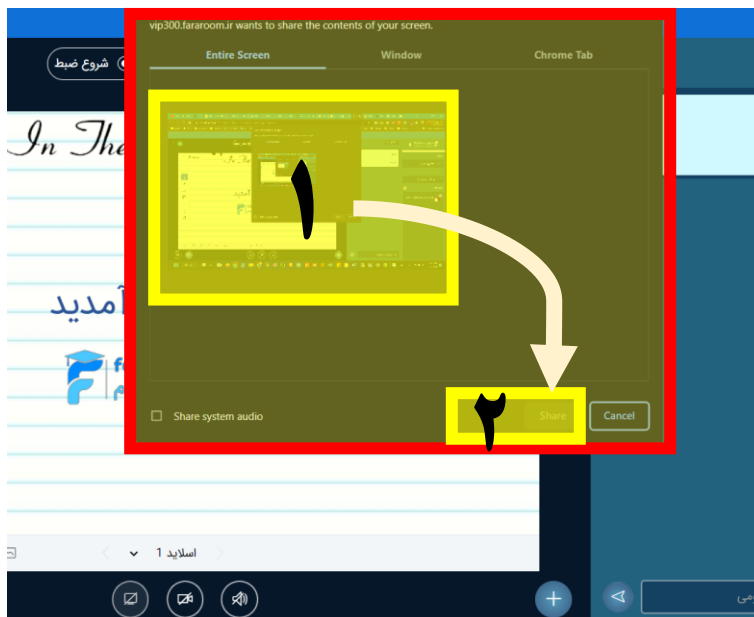 vip300.fararoom.ir wants to share the contents of your screen.
Entire Screen
Window
Chrome Tab
شروع ضبط
In The
۱
آمدید
۲
Share system audio
Share
Cancel
اسلاید 1